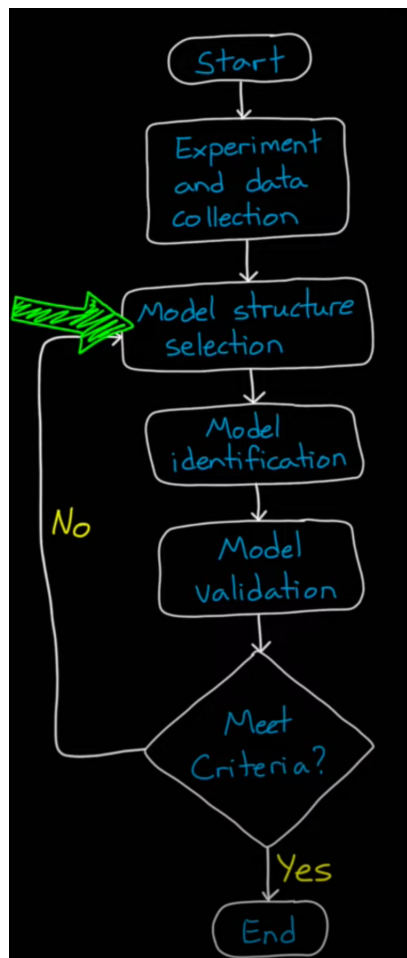 Start
Experiment
and data
collection
Model structure
selection
Model
identification
No
Model
validation
Meet
Criteria?
Yes
End